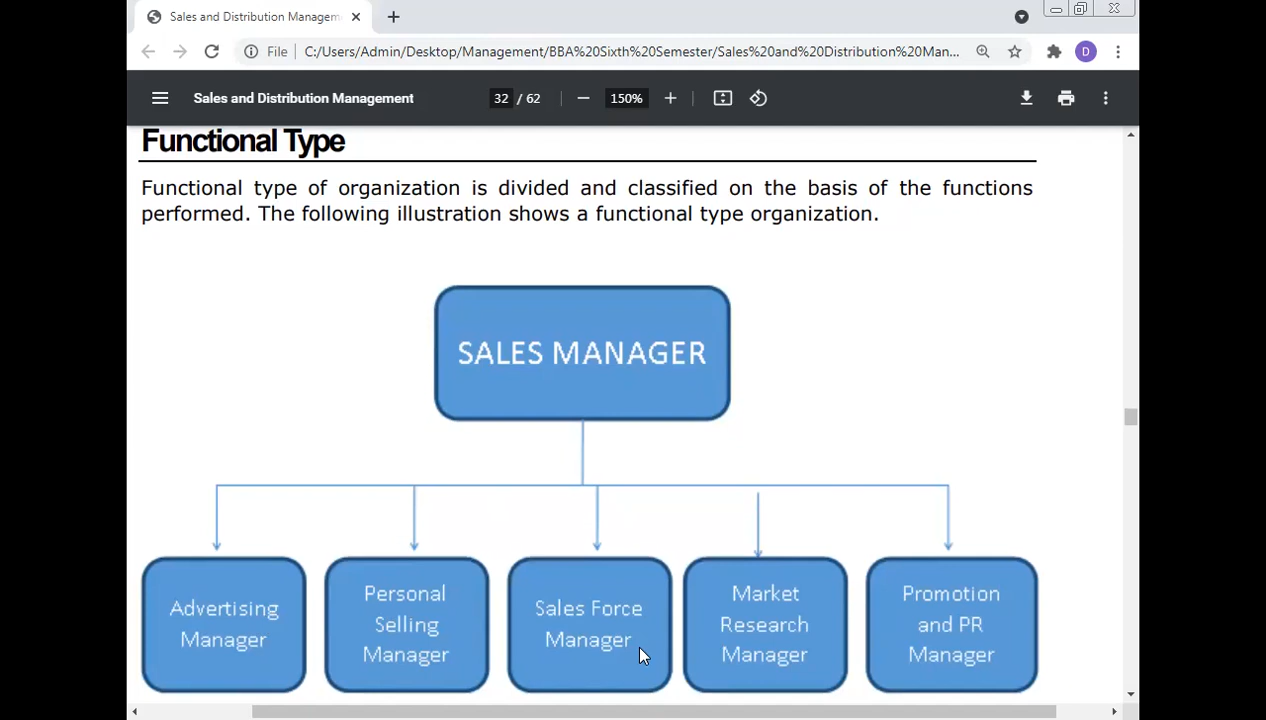 Sales and Distribution Managem
File C:/Users/Admin/Desktop/Management/BBA%20Sixth%20Semester/Sales%20and%20Distribution%20Man... D
Sales and Distribution Management 32 / 62 150%
Functional Type
Functional type of organization is divided and classified on the basis of the functions
performed. The following illustration shows a functional type organization.
SALES MANAGER
Advertising
Manager
Personal
Selling
Manager
Sales Force
Manager
Market
Research
Manager
Promotion
and PR
Manager